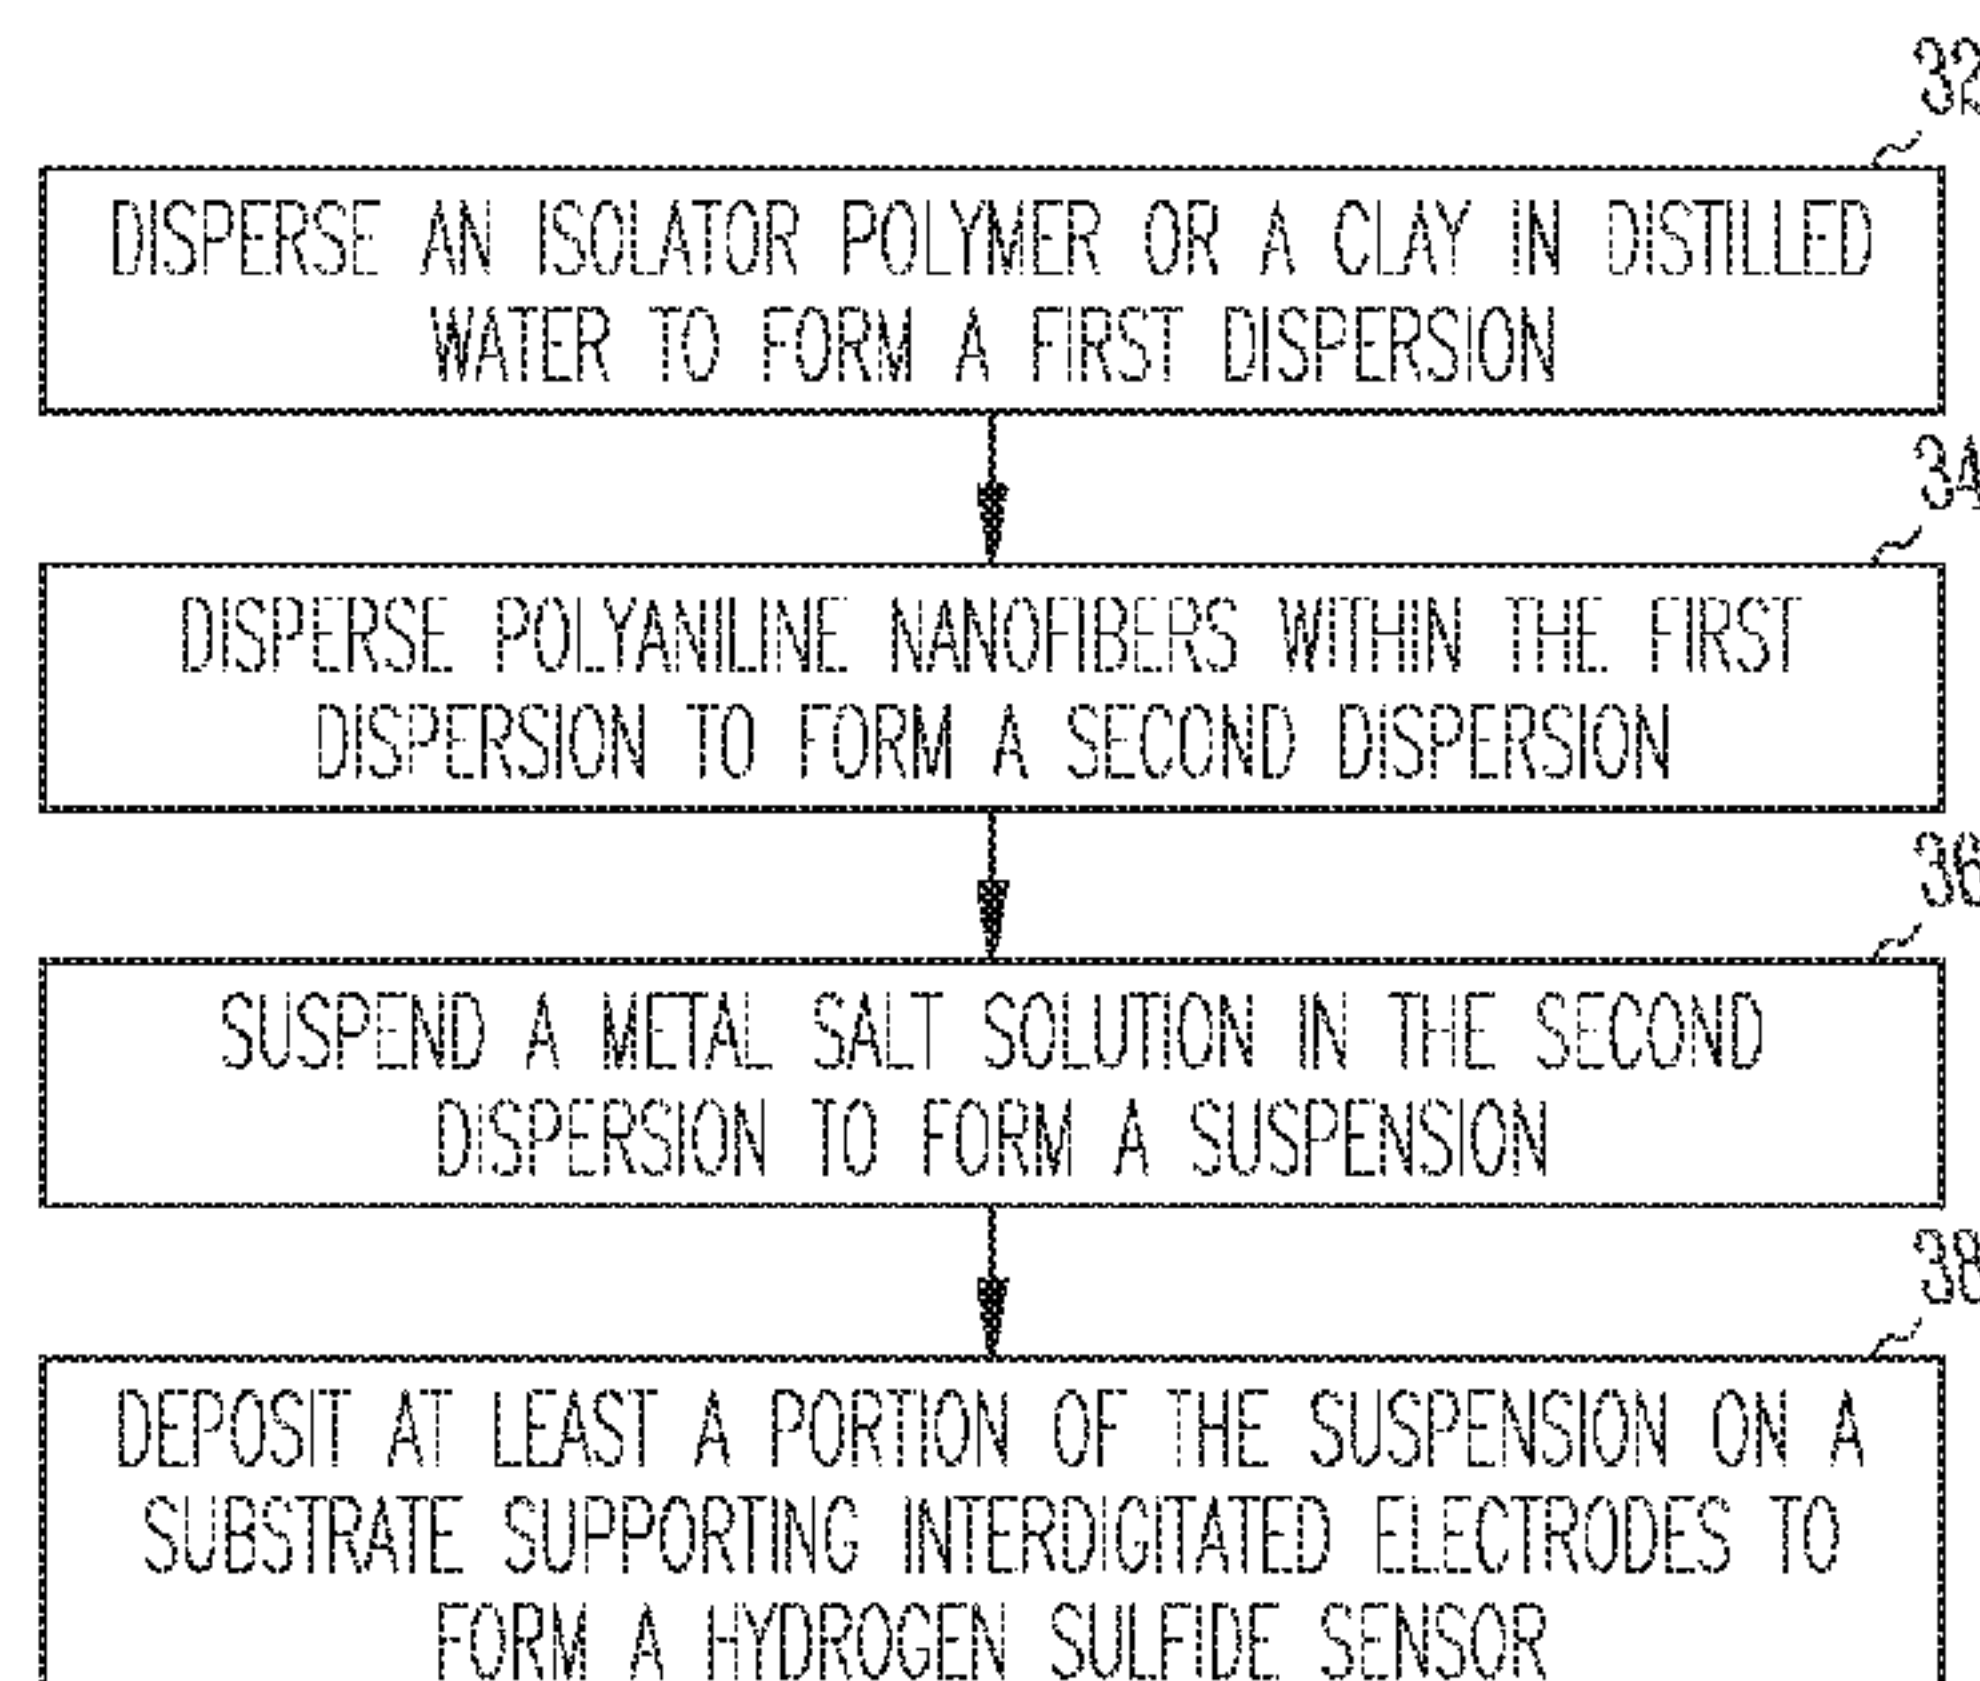 32
DISPERSE AN ISOLATOR POLYMER OR A CLAY IN DISTILLED
WATER TO FORM A FIRST DISPERSION
34
DISPERSE POLYANILINE NANOFIBERS WITHIN THE FIRST
DISPERSION TO FORM A SECOND DISPERSION
36
SUSPEND A METAL SALT SOLUTION IN THE SECOND
DISPERSION TO FORM A SUSPENSION
38
DEPOSIT AT LEAST A PORTION OF THE SUSPENSION ON A
SUBSTRATE SUPPORTING INTERDIGITATED ELECTRODES TO
FORM A HYDROGEN SULFIDE SENSOR